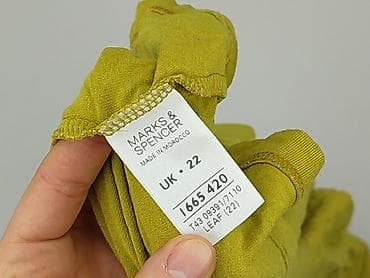 MARKS &
SPENCER
MADE IN MOROCCO
UK • 22
1665 420
T43 0939 1/7110
LEAF (22)